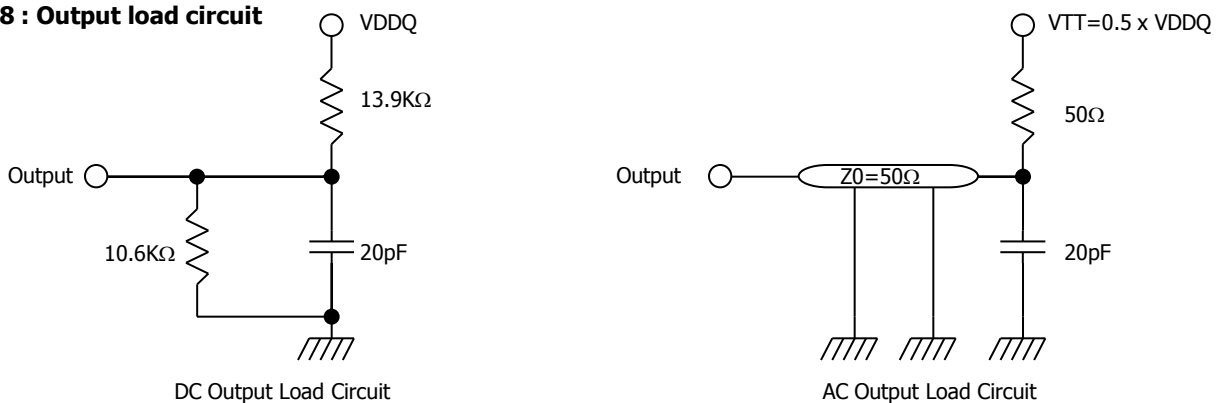 8 : Output load circuit
VDDQ
13.9KΩ
Output
10.6KΩ
20pF
DC Output Load Circuit
VTT=0.5 x VDDQ
50Ω
Output
Z0=50Ω
20pF
AC Output Load Circuit